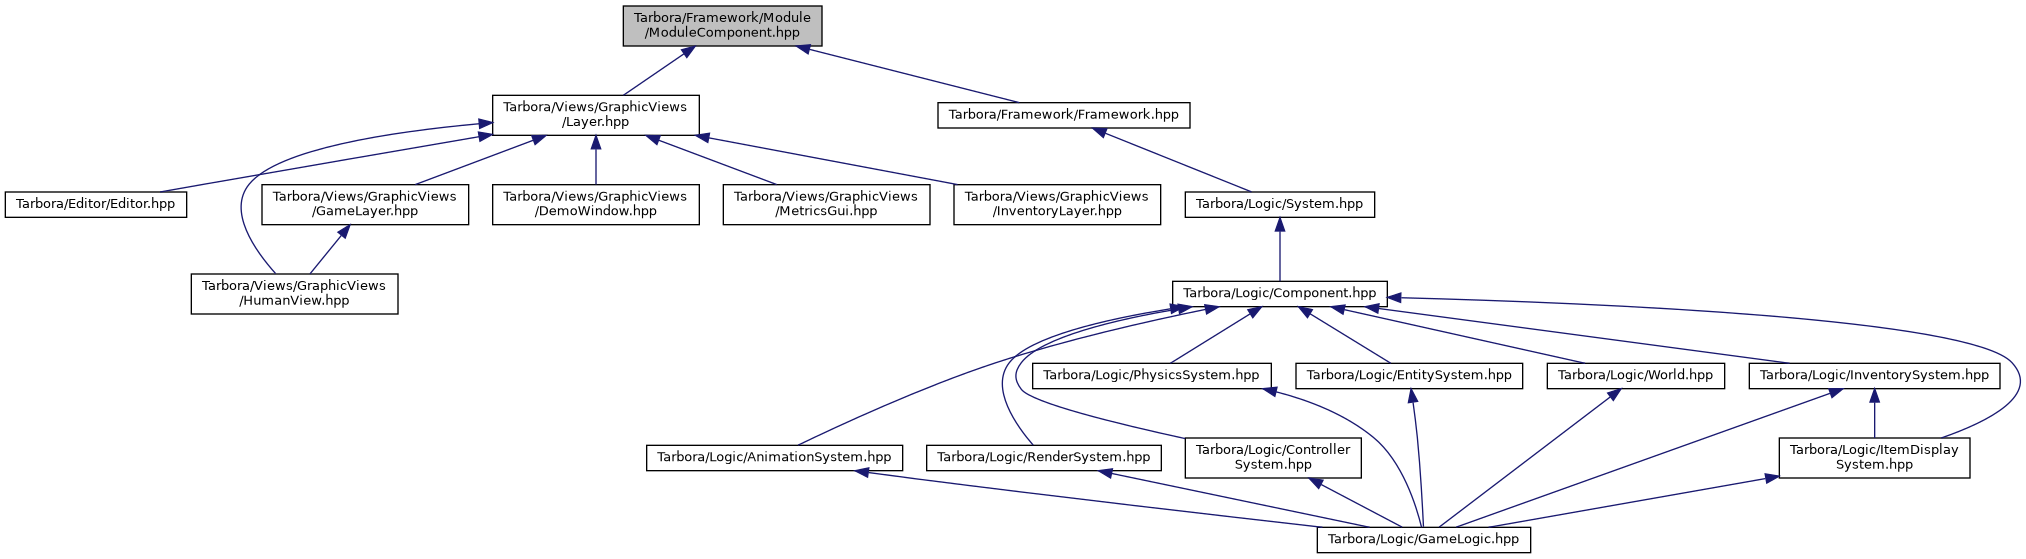 Tarbora/Framework/Module
/ModuleComponent.hpp
Tarbora/Views/GraphicViews
/Layer.hpp
Tarbora/Framework/Framework.hpp
Tarbora/Editor/Editor.hpp
Tarbora/Views/GraphicViews
/GameLayer.hpp
Tarbora/Views/GraphicViews
/DemoWindow.hpp
Tarbora/Views/GraphicViews
/MetricsGui.hpp
Tarbora/Views/GraphicViews
/InventoryLayer.hpp
Tarbora/Logic/System.hpp
Tarbora/Views/GraphicViews
/HumanView.hpp
Tarbora/Logic/Component.hpp
Tarbora/Logic/PhysicsSystem.hpp
Tarbora/Logic/EntitySystem.hpp
Tarbora/Logic/World.hpp
Tarbora/Logic/InventorySystem.hpp
Tarbora/Logic/AnimationSystem.hpp
Tarbora/Logic/RenderSystem.hpp
Tarbora/Logic/Controller
System.hpp
Tarbora/Logic/ItemDisplay
System.hpp
Tarbora/Logic/GameLogic.hpp